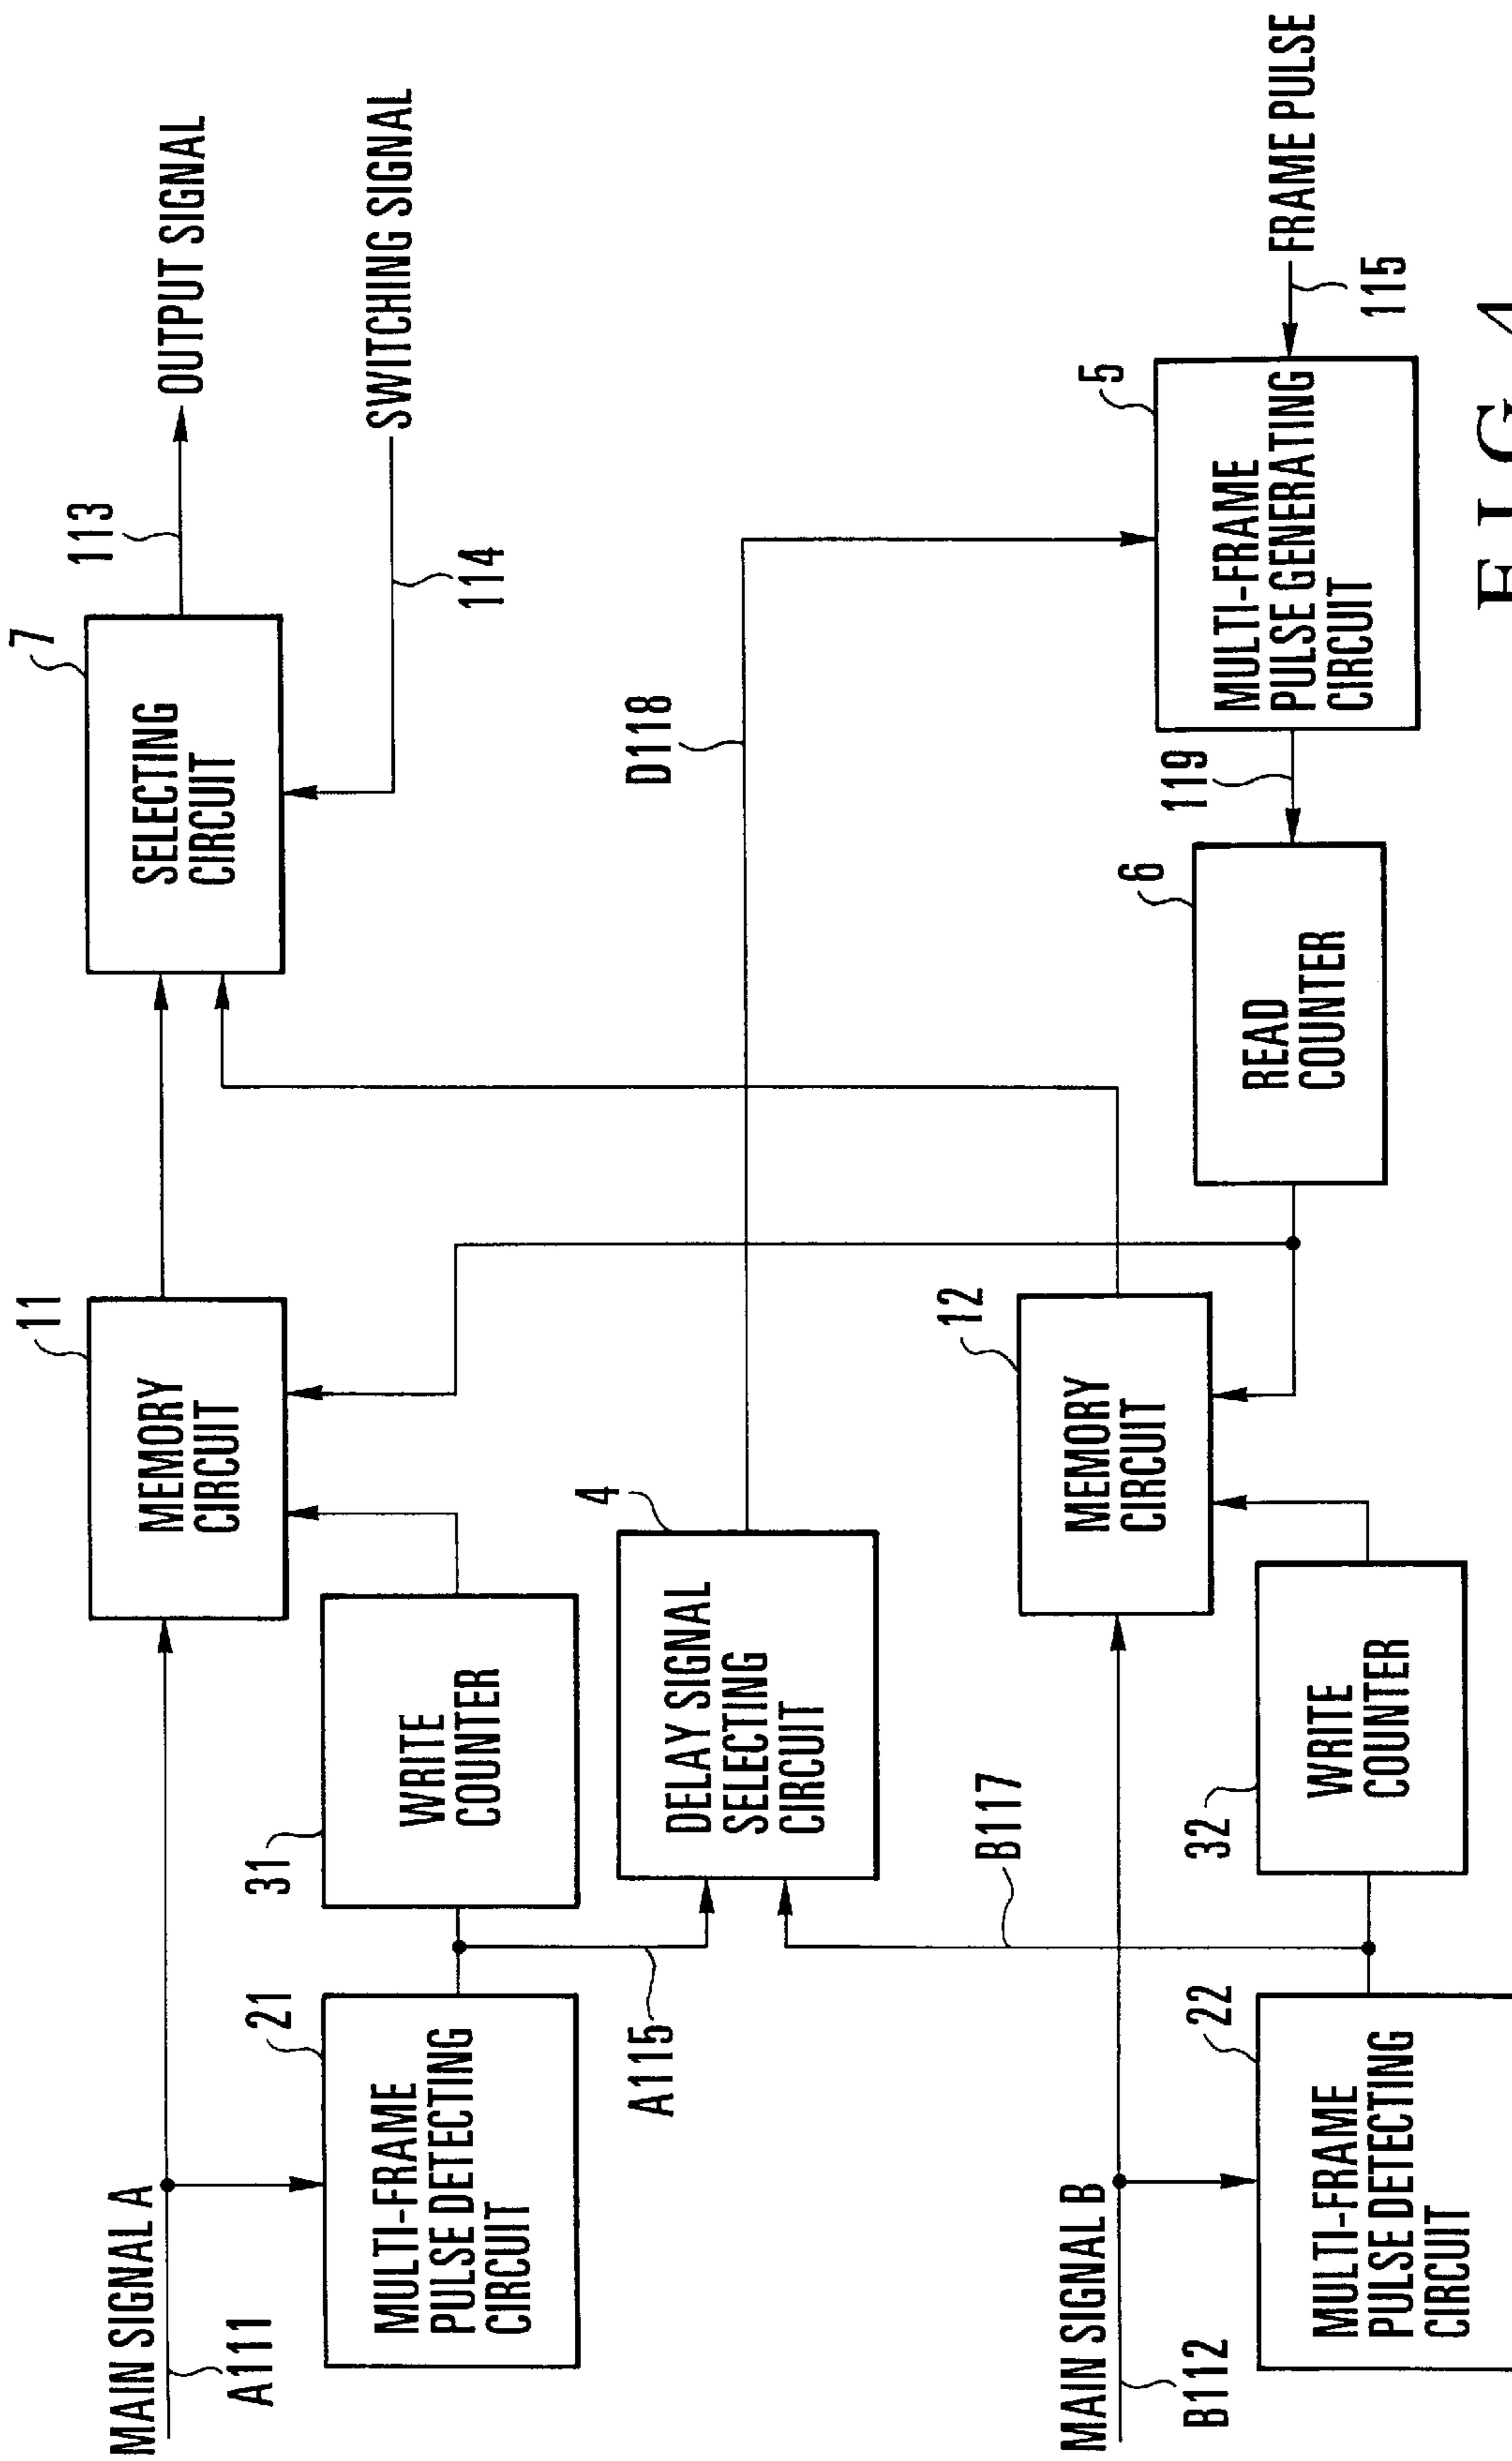 MAIN SIGNAL A
A111
MULTI-FRAME
PULSE DETECTING
CIRCUIT
21
A115
31
WRITE
COUNTER
MEMORY
CIRCUIT
11
SELECTING
CIRCUIT
7
113
OUTPUT SIGNAL
SWITCHING SIGNAL
114
DELAY SIGNAL
SELECTING
CIRCUIT
4
D118
B117
MAIN SIGNAL B
B112
MULTI-FRAME
PULSE DETECTING
CIRCUIT
22
32
WRITE
COUNTER
MEMORY
CIRCUIT
12
READ
COUNTER
6
119
MULTI-FRAME
PULSE GENERATING
CIRCUIT
5
FRAME PULSE
115
FIG. 4